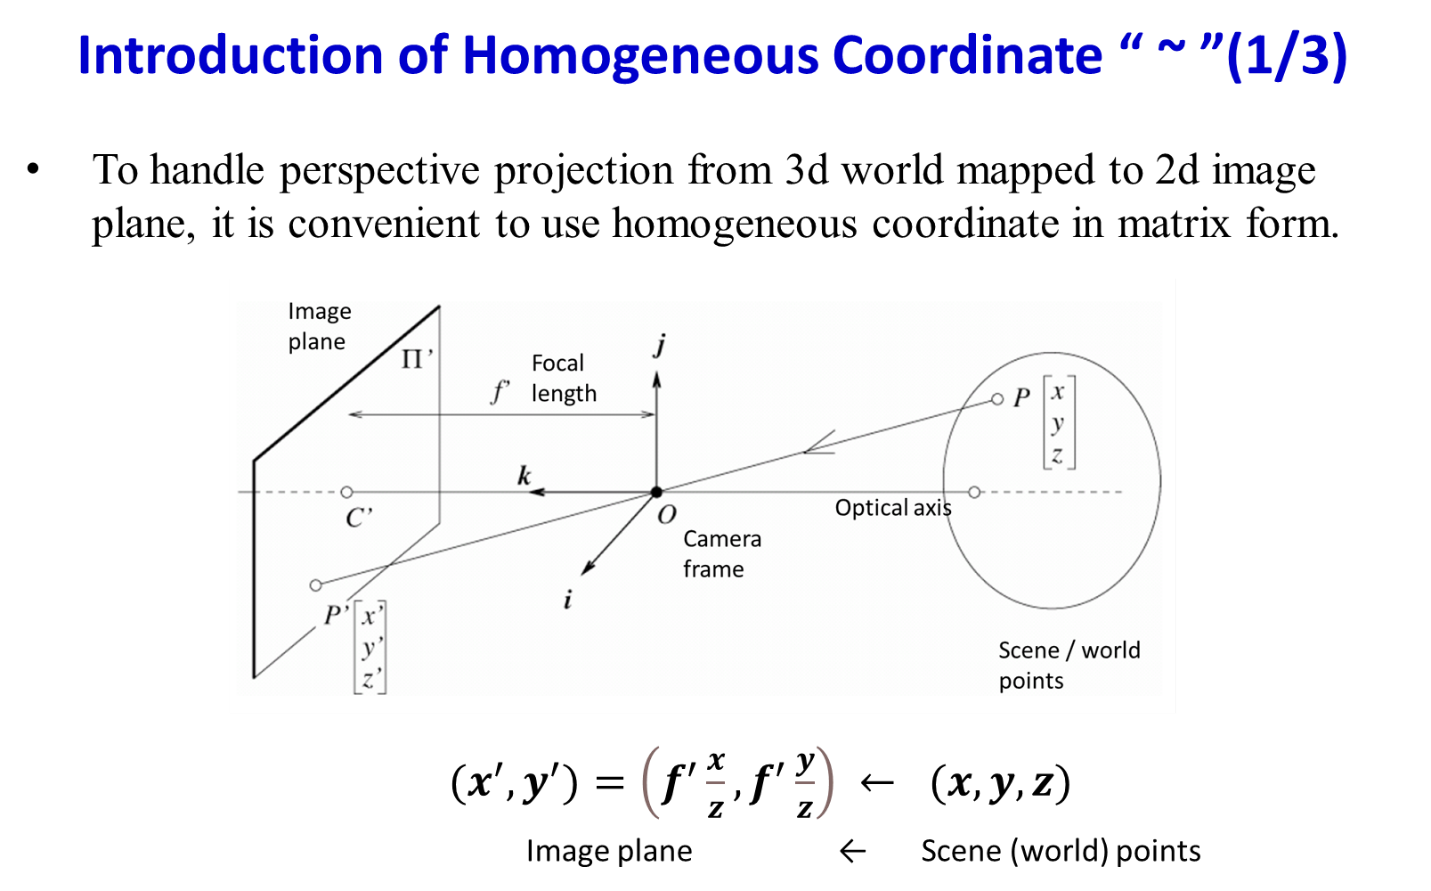 Introduction of Homogeneous Coordinate “ ~ ”(1/3)
• To handle perspective projection from 3d world mapped to 2d image
plane, it is convenient to use homogeneous coordinate in matrix form.
Image
plane
Π’
Focal
f’ length
j
k
C’
O
i
Camera
frame
Optical axis
P [x
y
z]
P’ [x’
y’
z’]
Scene / world
points
(x′, y′) = (f′ x/z, f′ y/z) ← (x, y, z)
Image plane ← Scene (world) points